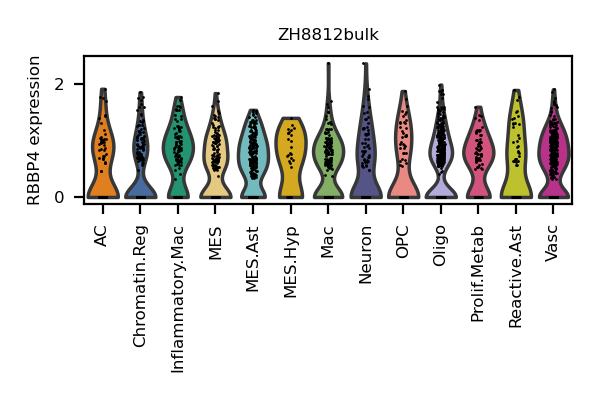 ZH8812bulk
RBBP4 expression
2
0
AC
Chromatin.Reg
Inflammatory.Mac
MES
MES.Ast
MES.Hyp
Mac
Neuron
OPC
Oligo
Prolif.Metab
Reactive.Ast
Vasc